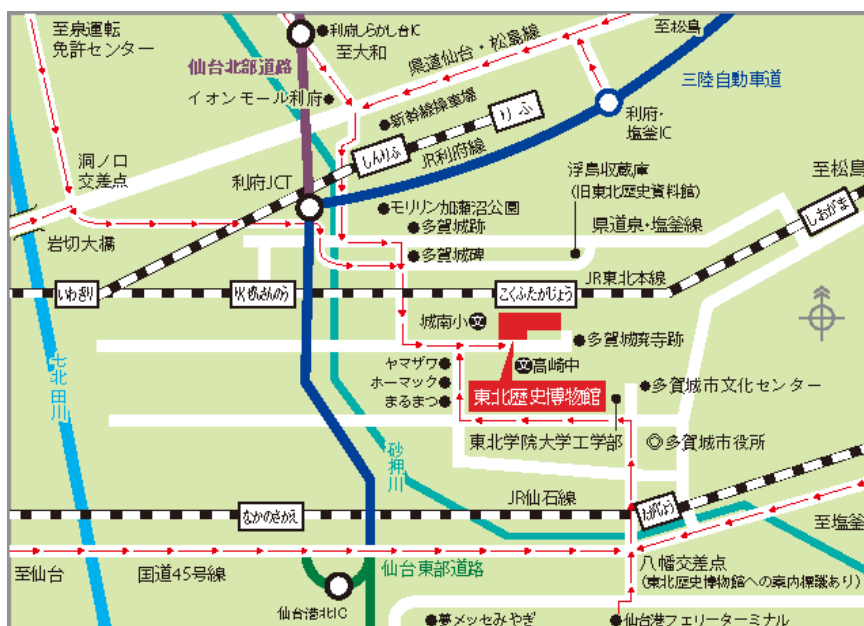 至泉運転
免許センター
利府しらかし台IC
至大和
仙台北部道路
イオンモール利府
県道仙台・松島線
至松島
三陸自動車道
新幹線操車場
りふ
利府・
塩釜IC
しんりふ
JR利府線
洞ノ口
交差点
利府JCT
浮島収蔵庫
(旧東北歴史資料館)
至松島
モリリン加瀬沼公園
多賀城跡
県道泉・塩釜線
しおがま
岩切大橋
多賀城碑
JR東北本線
いわきり
りくぜんさんのう
こくふたがじょう
城南小
文
多賀城廃寺跡
ヤマザワ
文
高崎中
ホーマック
まるまつ
東北歴史博物館
多賀城市文化センター
七北田川
砂押川
東北学院大学工学部
多賀城市役所
JR仙石線
なかのさかえ
たがじょう
至塩釜
至仙台
国道45号線
仙台東部道路
八幡交差点
(東北歴史博物館への案内標識あり)
仙台港北IC
夢メッセみやぎ
仙台港フェリーターミナル